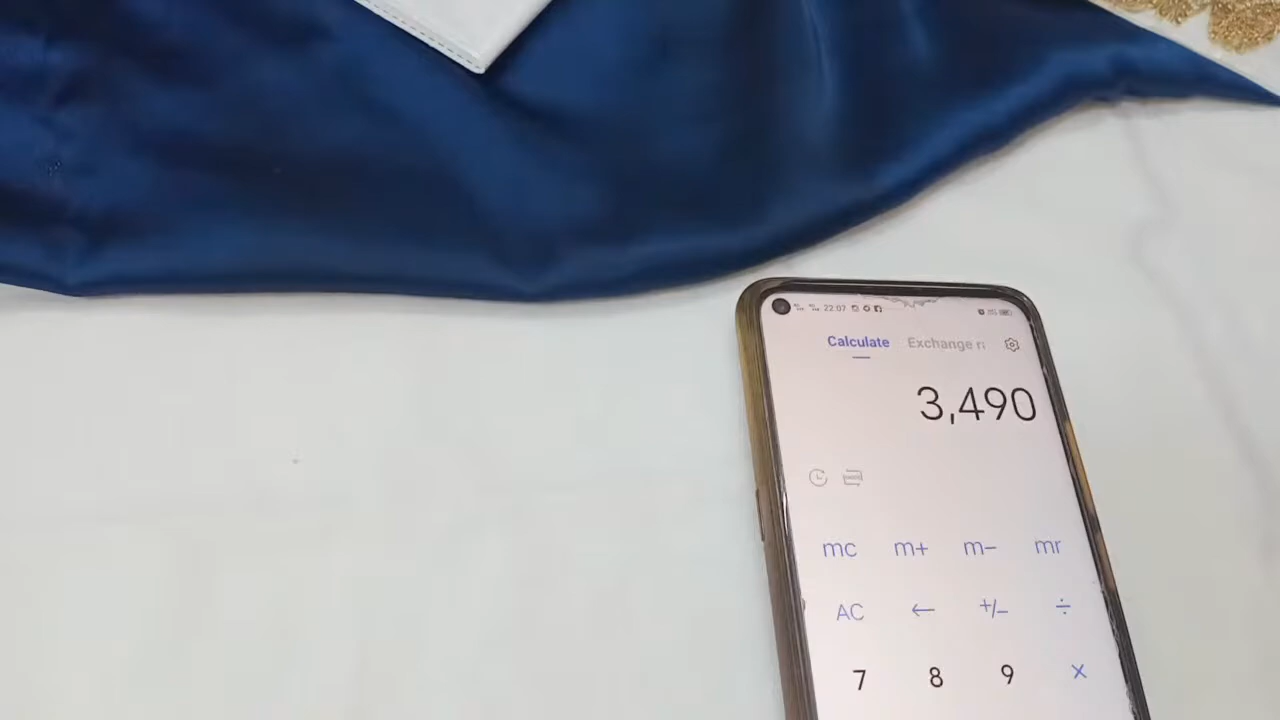 22:07
Calculate Exchange r
3,490
mc m+ m− mr
AC ← +/− ÷
7 8 9 ×